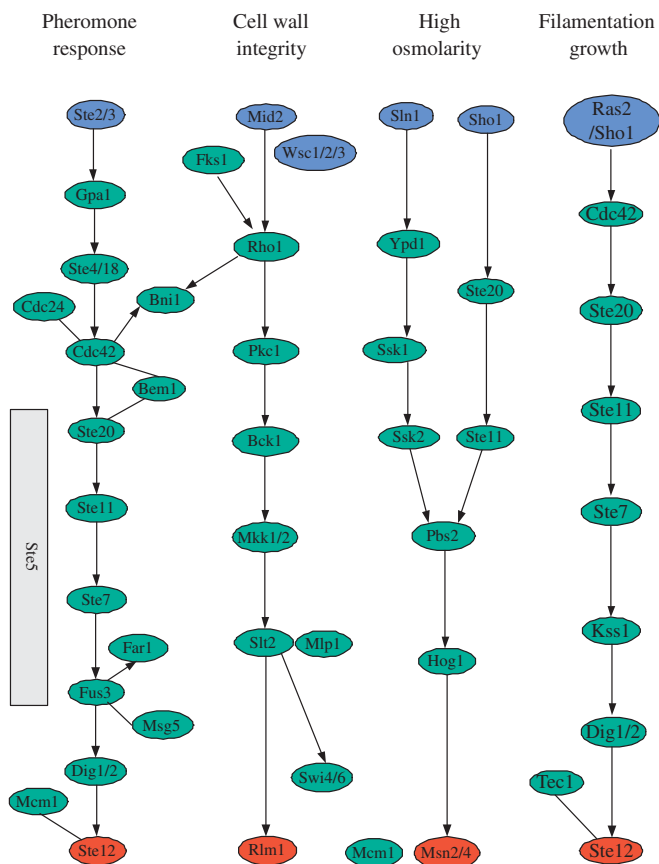 Pheromone
response
Cell wall
integrity
High
osmolarity
Filamentation
growth
Ste2/3
Gpa1
Ste4/18
Cdc24
Bni1
Cdc42
Bem1
Ste20
Ste5
Ste11
Ste7
Far1
Fus3
Msg5
Dig1/2
Mcm1
Ste12
Mid2
Wsc1/2/3
Fks1
Rho1
Pkc1
Bck1
Mkk1/2
Slt2
Mlp1
Swi4/6
Rlm1
Sln1
Sho1
Ypd1
Ste20
Ssk1
Ssk2
Ste11
Pbs2
Hog1
Mcm1
Msn2/4
Ras2
/Sho1
Cdc42
Ste20
Ste11
Ste7
Kss1
Dig1/2
Tec1
Ste12